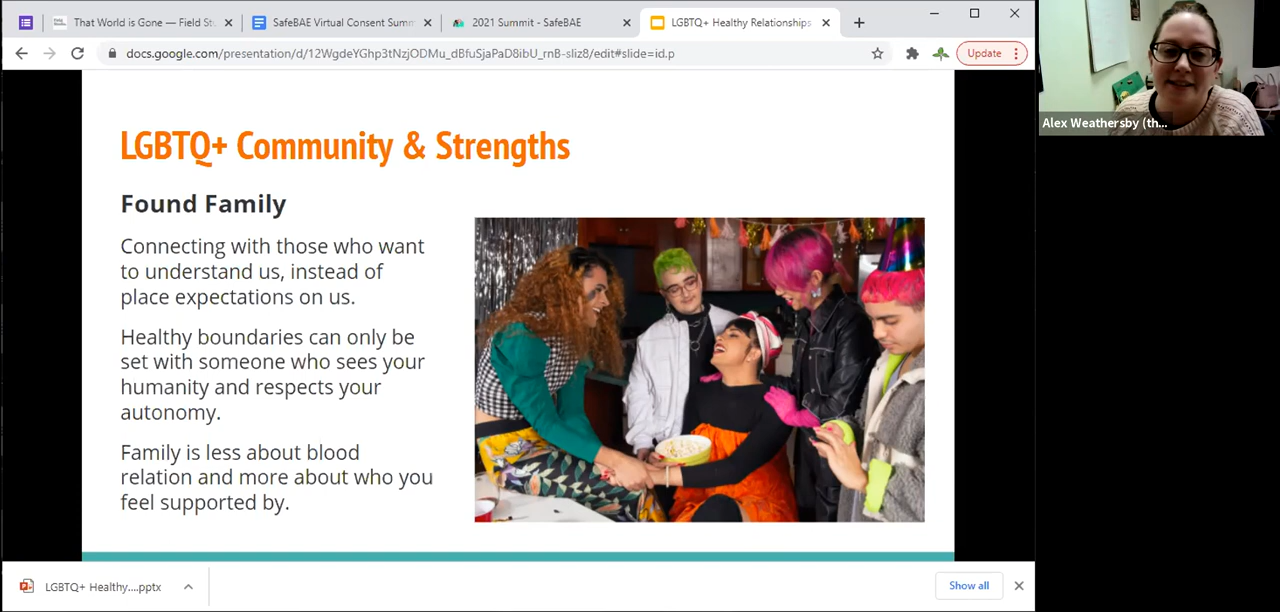 That World is Gone — Field St
SafeBAE Virtual Consent Summ
2021 Summit - SafeBAE
LGBTQ+ Healthy Relationships
docs.google.com/presentation/d/12WgdeYGhp3tNzjODMu_dBfuSjaPaD8ibU_rnB-sliz8/edit#slide=id.p
Update
Alex Weathersby (th...
LGBTQ+ Community & Strengths
Found Family
Connecting with those who want
to understand us, instead of
place expectations on us.
Healthy boundaries can only be
set with someone who sees your
humanity and respects your
autonomy.
Family is less about blood
relation and more about who you
feel supported by.
LGBTQ+ Healthy....pptx
Show all